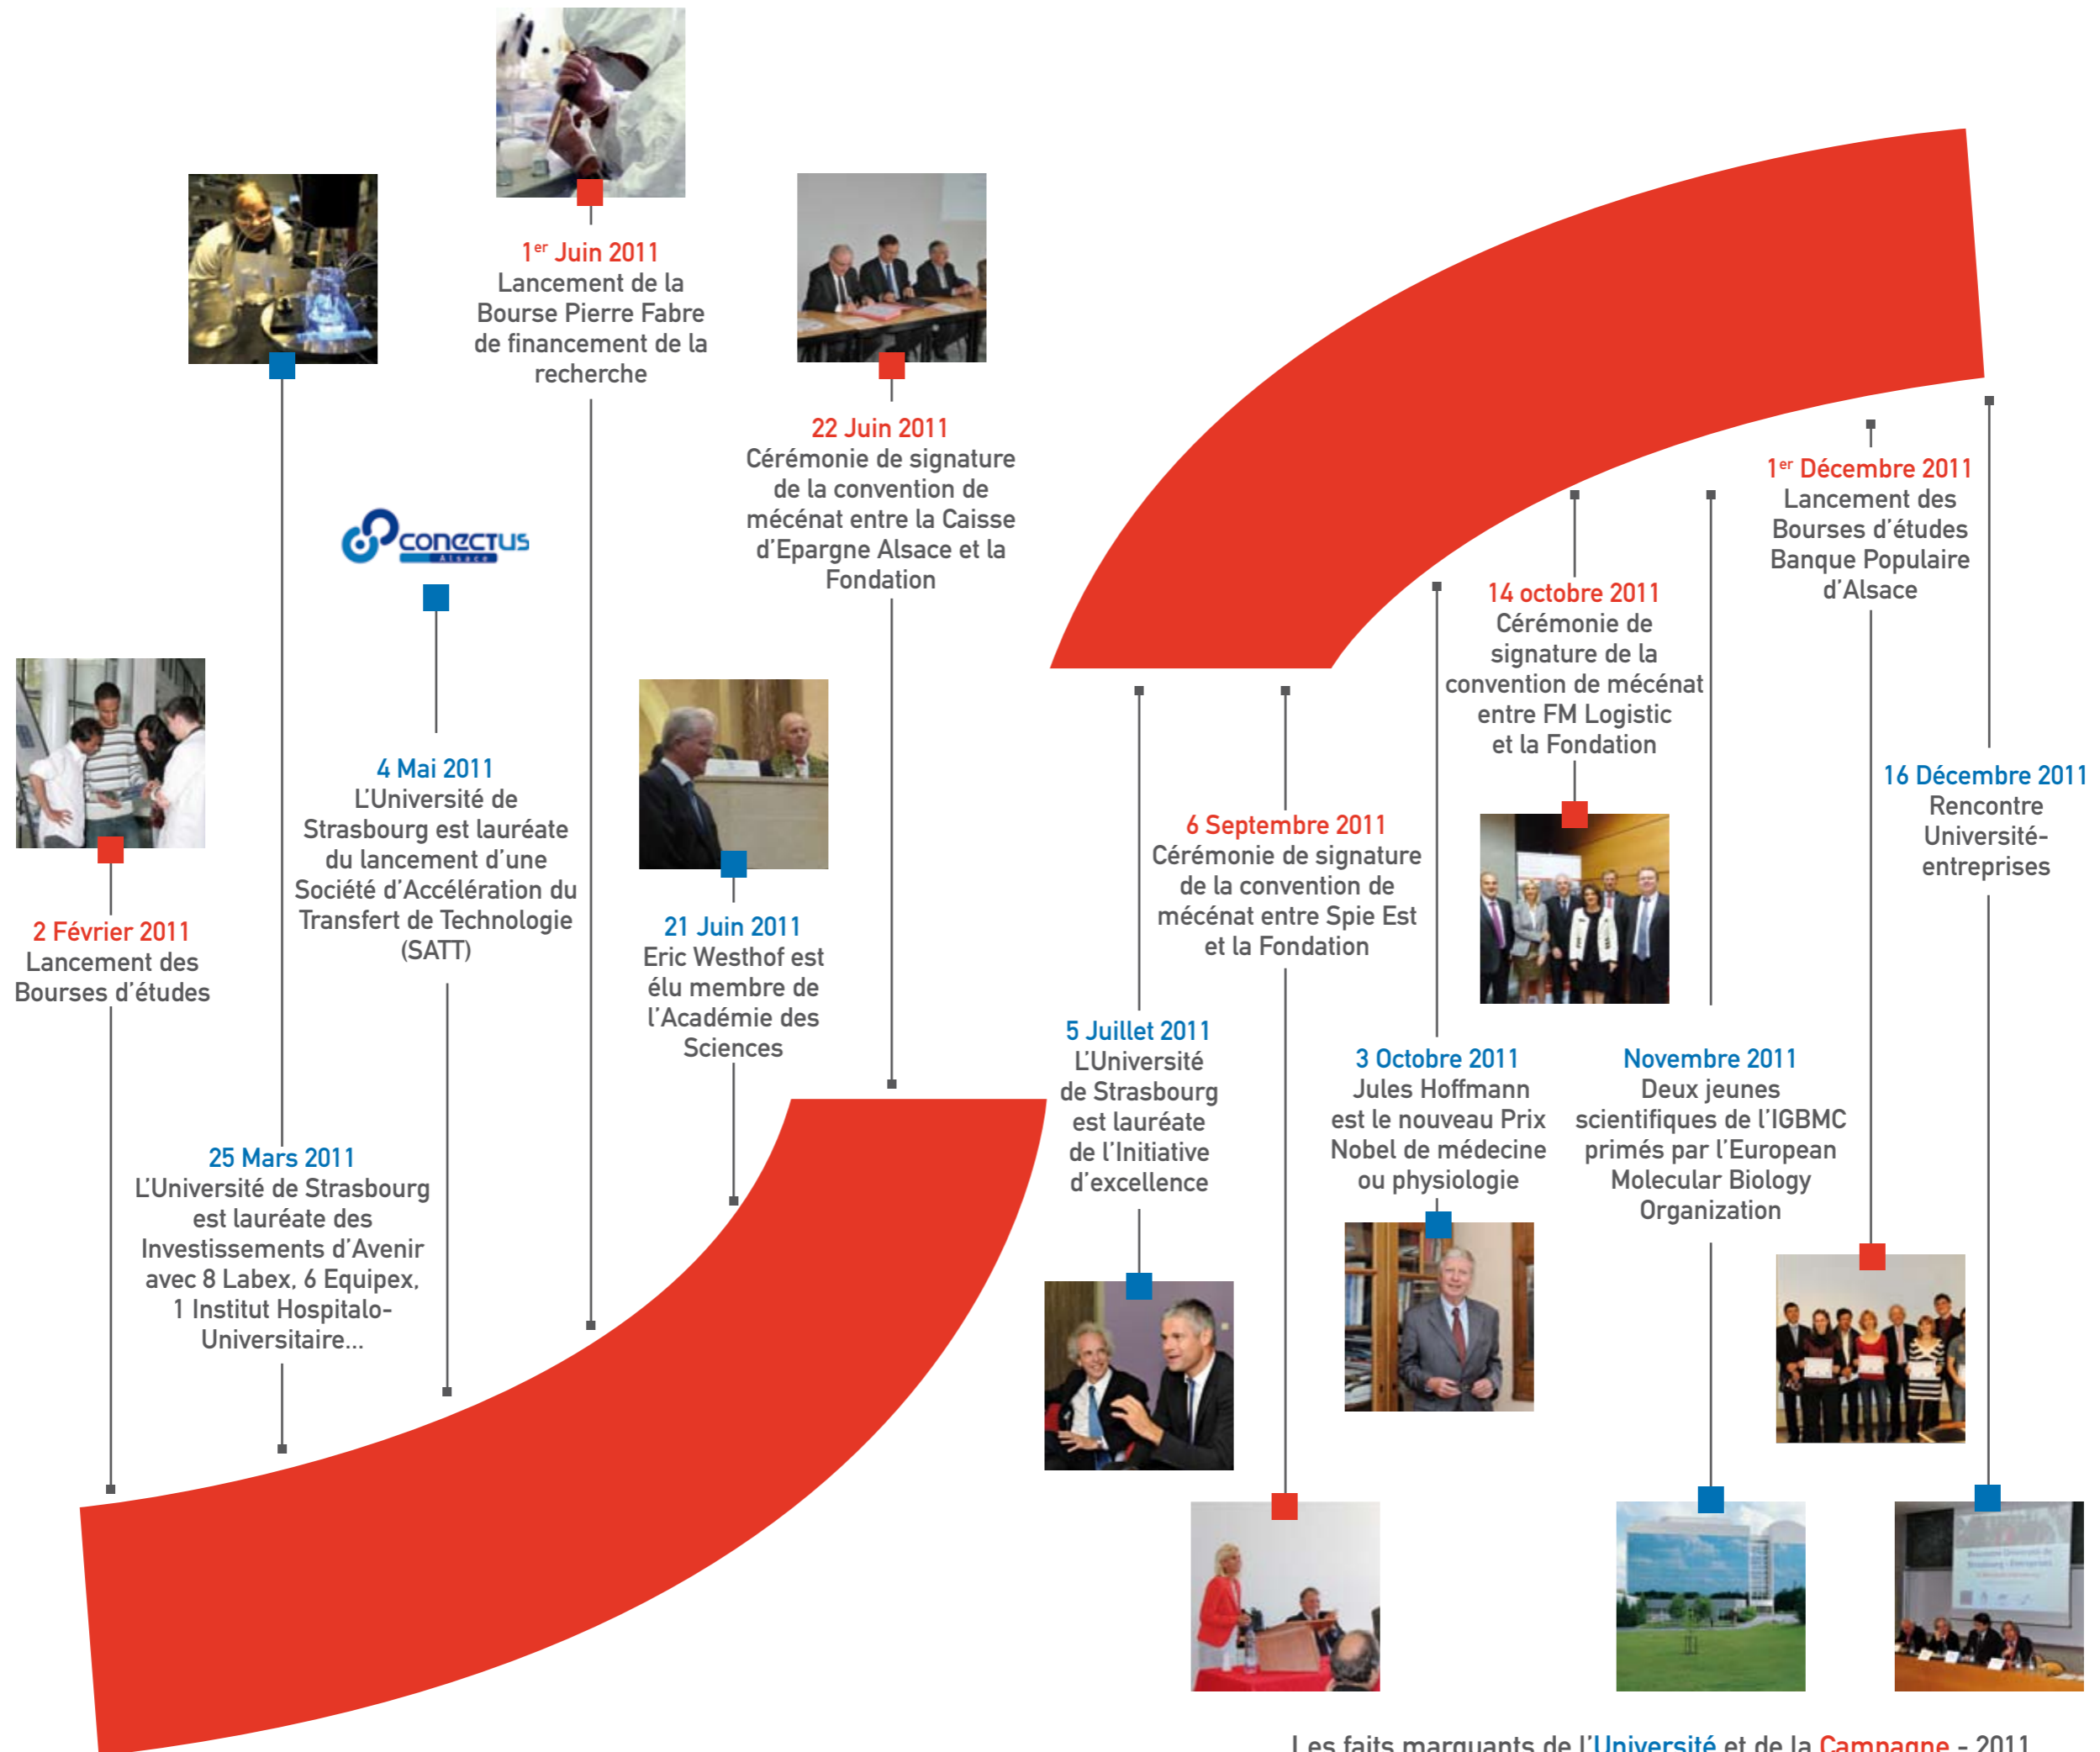 1er Juin 2011
Lancement de la
Bourse Pierre Fabre
de financement de la
recherche
22 Juin 2011
Cérémonie de signature
de la convention de
mécénat entre la Caisse
d'Epargne Alsace et la
Fondation
conectus
Alsace
2 Février 2011
Lancement des
Bourses d'études
4 Mai 2011
L'Université de
Strasbourg est lauréate
du lancement d'une
Société d'Accélération du
Transfert de Technologie
(SATT)
21 Juin 2011
Eric Westhof est
élu membre de
l'Académie des
Sciences
25 Mars 2011
L'Université de Strasbourg
est lauréate des
Investissements d'Avenir
avec 8 Labex, 6 Equipex,
1 Institut Hospitalo-
Universitaire...
5 Juillet 2011
L'Université
de Strasbourg
est lauréate
de l'Initiative
d'excellence
6 Septembre 2011
Cérémonie de signature
de la convention de
mécénat entre Spie Est
et la Fondation
3 Octobre 2011
Jules Hoffmann
est le nouveau Prix
Nobel de médecine
ou physiologie
14 octobre 2011
Cérémonie de
signature de la
convention de mécénat
entre FM Logistic
et la Fondation
Novembre 2011
Deux jeunes
scientifiques de l'IGBMC
primés par l'European
Molecular Biology
Organization
1er Décembre 2011
Lancement des
Bourses d'études
Banque Populaire
d'Alsace
16 Décembre 2011
Rencontre
Université-
entreprises
Les faits marquants de l'Université et de la Campagne - 2011